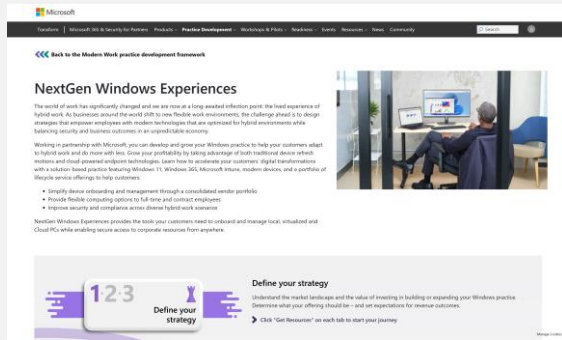 Microsoft
Transform | Microsoft 365 & Security for Partners Products Practice Development Workshops & Pilots Readiness Events Resources News Community Search
Back to the Modern Work practice development framework
NextGen Windows Experiences
The world of work has significantly changed and we are now at a long-awaited inflection point: the lived experience of
hybrid work. As businesses around the world shift to new flexible work environments, the challenge ahead is to design
strategies that empower employees with modern technologies that are optimized for hybrid environments while
balancing security and business outcomes in an unpredictable economy.
Working in partnership with Microsoft, you can develop and grow your Windows practice to help your customers adapt
to hybrid work and do more with less. Grow your profitability by taking advantage of both traditional device refresh
motions and cloud-powered endpoint technologies. Learn how to accelerate your customers' digital transformations
with a solution-based practice featuring Windows 11, Windows 365, Microsoft Intune, modern devices, and a portfolio of
lifecycle service offerings to help customers:
• Simplify device onboarding and management through a consolidated vendor portfolio
• Provide flexible computing options to full-time and contract employees
• Improve security and compliance across diverse hybrid work scenarios
NextGen Windows Experiences provides the tools your customers need to onboard and manage local, virtualized and
Cloud PCs while enabling secure access to corporate resources from anywhere.
1·2·3
Define your
strategy
Define your strategy
Understand the market landscape and the value of investing in building or expanding your Windows practice.
Determine what your offering should be – and set expectations for revenue outcomes.
Click "Get Resources" on each tab to start your journey
Manage Cookies